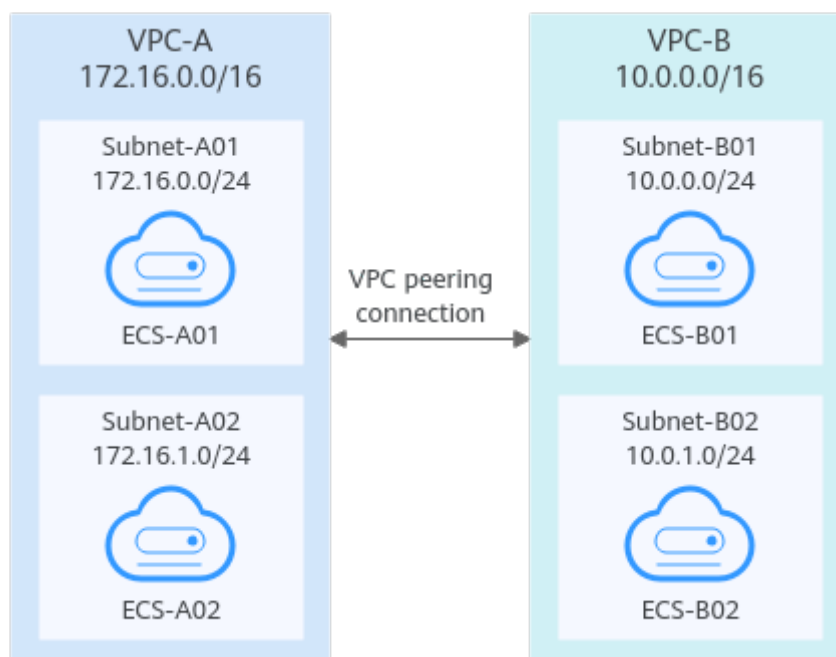 VPC-A
172.16.0.0/16
Subnet-A01
172.16.0.0/24
ECS-A01
Subnet-A02
172.16.1.0/24
ECS-A02
VPC peering
connection
VPC-B
10.0.0.0/16
Subnet-B01
10.0.0.0/24
ECS-B01
Subnet-B02
10.0.1.0/24
ECS-B02